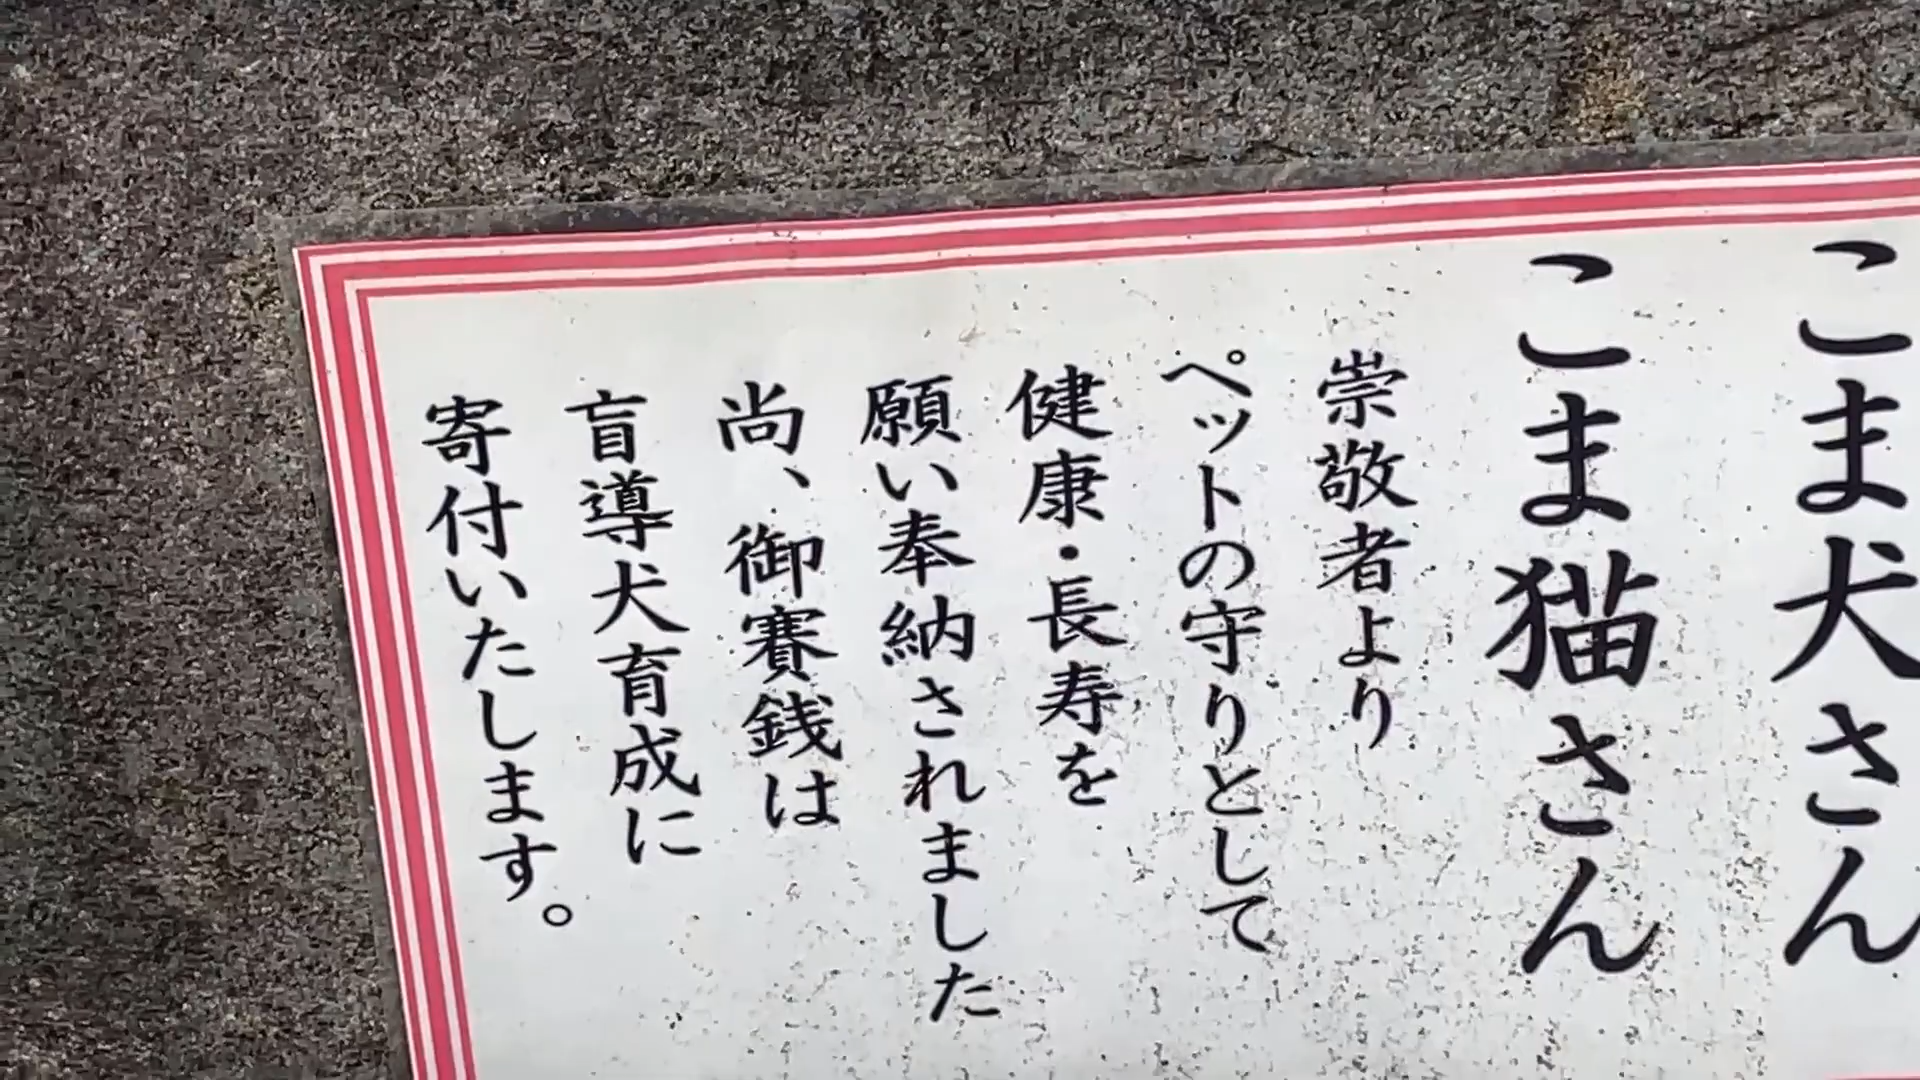 こま犬さん
こま猫さん
崇敬者より
ペットの守りとして
健康・長寿を
願い奉納されました
尚、御賽銭は
盲導犬育成に
寄付いたします。